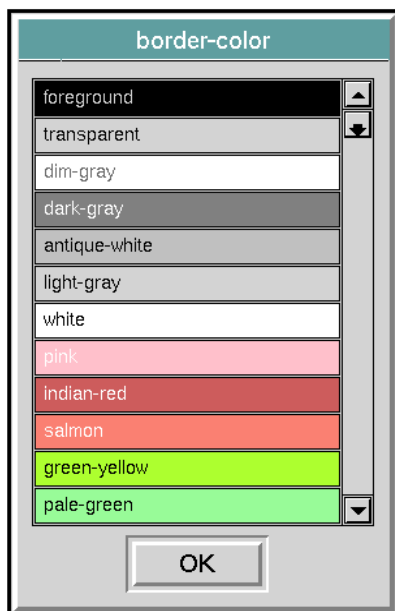 border-color
foreground
transparent
dim-gray
dark-gray
antique-white
light-gray
white
pink
indian-red
salmon
green-yellow
pale-green
OK